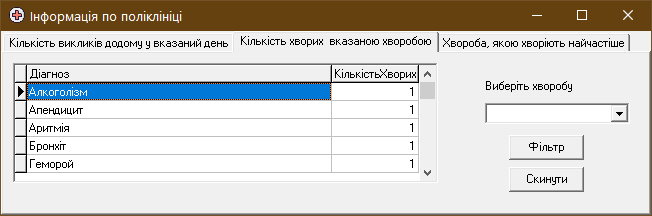 Інформація по поліклініці
Кількість викликів додому у вказаний день Кількість хворих вказаною хворобою Хвороба, якою хворіють найчастіше
Діагноз КількістьХворих
Алкоголізм 1
Апендицит 1
Аритмія 1
Бронхіт 1
Геморой 1
Виберіть хворобу
Фільтр
Скинути